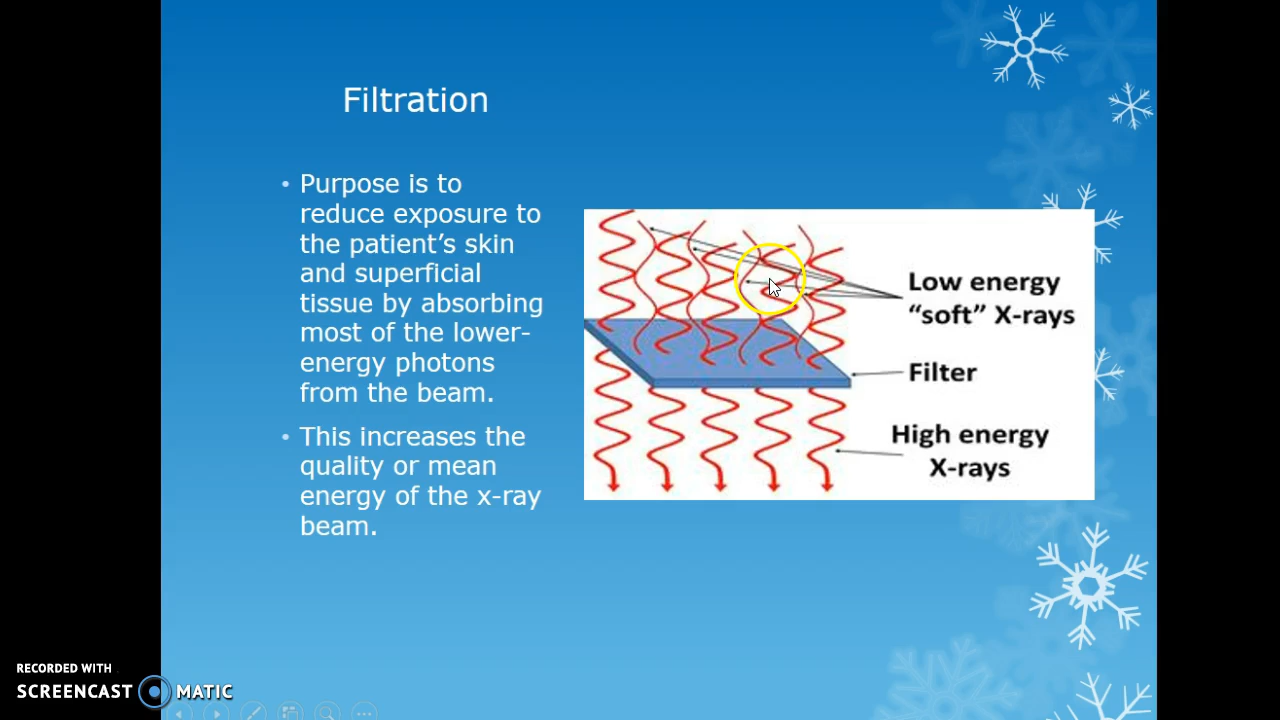 Filtration
• Purpose is to
reduce exposure to
the patient’s skin
and superficial
tissue by absorbing
most of the lower-
energy photons
from the beam.
• This increases the
quality or mean
energy of the x-ray
beam.
Low energy
“soft” X-rays
Filter
High energy
X-rays
RECORDED WITH
SCREENCAST MATIC